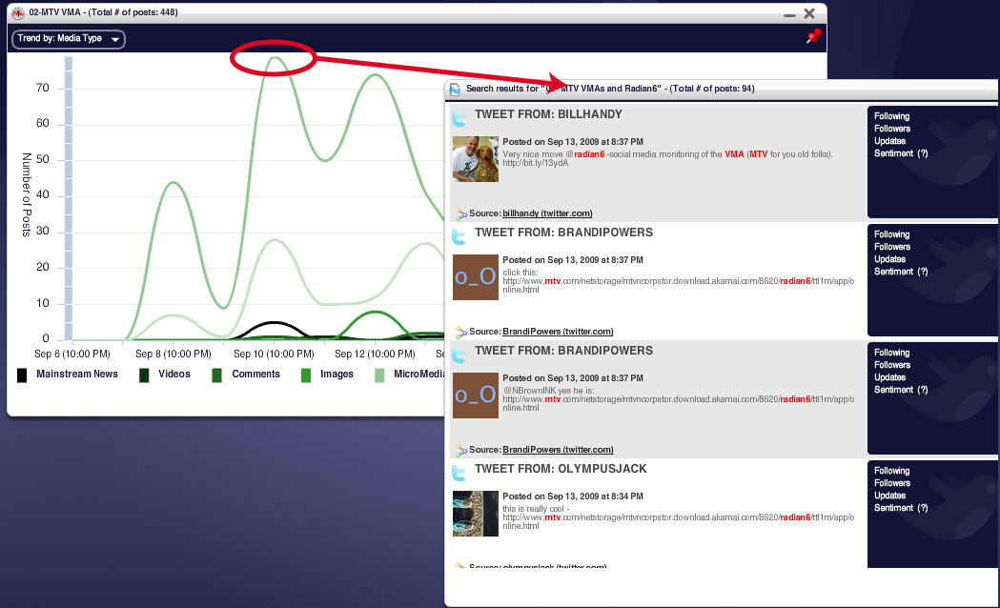 02-MTV VMA - (Total # of posts: 448)
Trend by: Media Type
Number of Posts
70
60
50
40
30
20
10
0
Sep 6 (10:00 PM)
Sep 8 (10:00 PM)
Sep 10 (10:00 PM)
Sep 12 (10:00 PM)
Mainstream News
Videos
Comments
Images
MicroMedia
Search results for "02-MTV VMAs and Radian6" - (Total # of posts: 94)
TWEET FROM: BILLHANDY
Posted on Sep 13, 2009 at 8:37 PM
Very nice move @radian6 -social media monitoring of the VMA (MTV for you old folks).
http://bit.ly/13ydA
Source: billhandy (twitter.com)
Following
Followers
Updates
Sentiment (?)
TWEET FROM: BRANDIPOWERS
o_O
Posted on Sep 13, 2009 at 8:37 PM
click this:
http://www.mtv.com/netstorage/mtvncorpstor.download.akamai.com/8620/radian6/ttl1m/app/o
nline.html
Source: BrandiPowers (twitter.com)
Following
Followers
Updates
Sentiment (?)
TWEET FROM: BRANDIPOWERS
o_O
Posted on Sep 13, 2009 at 8:37 PM
@NBrownINK yes he is:
http://www.mtv.com/netstorage/mtvncorpstor.download.akamai.com/8620/radian6/ttl1m/app/o
nline.html
Source: BrandiPowers (twitter.com)
Following
Followers
Updates
Sentiment (?)
TWEET FROM: OLYMPUSJACK
Posted on Sep 13, 2009 at 8:34 PM
this is really cool -
http://www.mtv.com/netstorage/mtvncorpstor.download.akamai.com/8620/radian6/ttl1m/app/o
nline.html
Source: olympusjack (twitter.com)
Following
Followers
Updates
Sentiment (?)